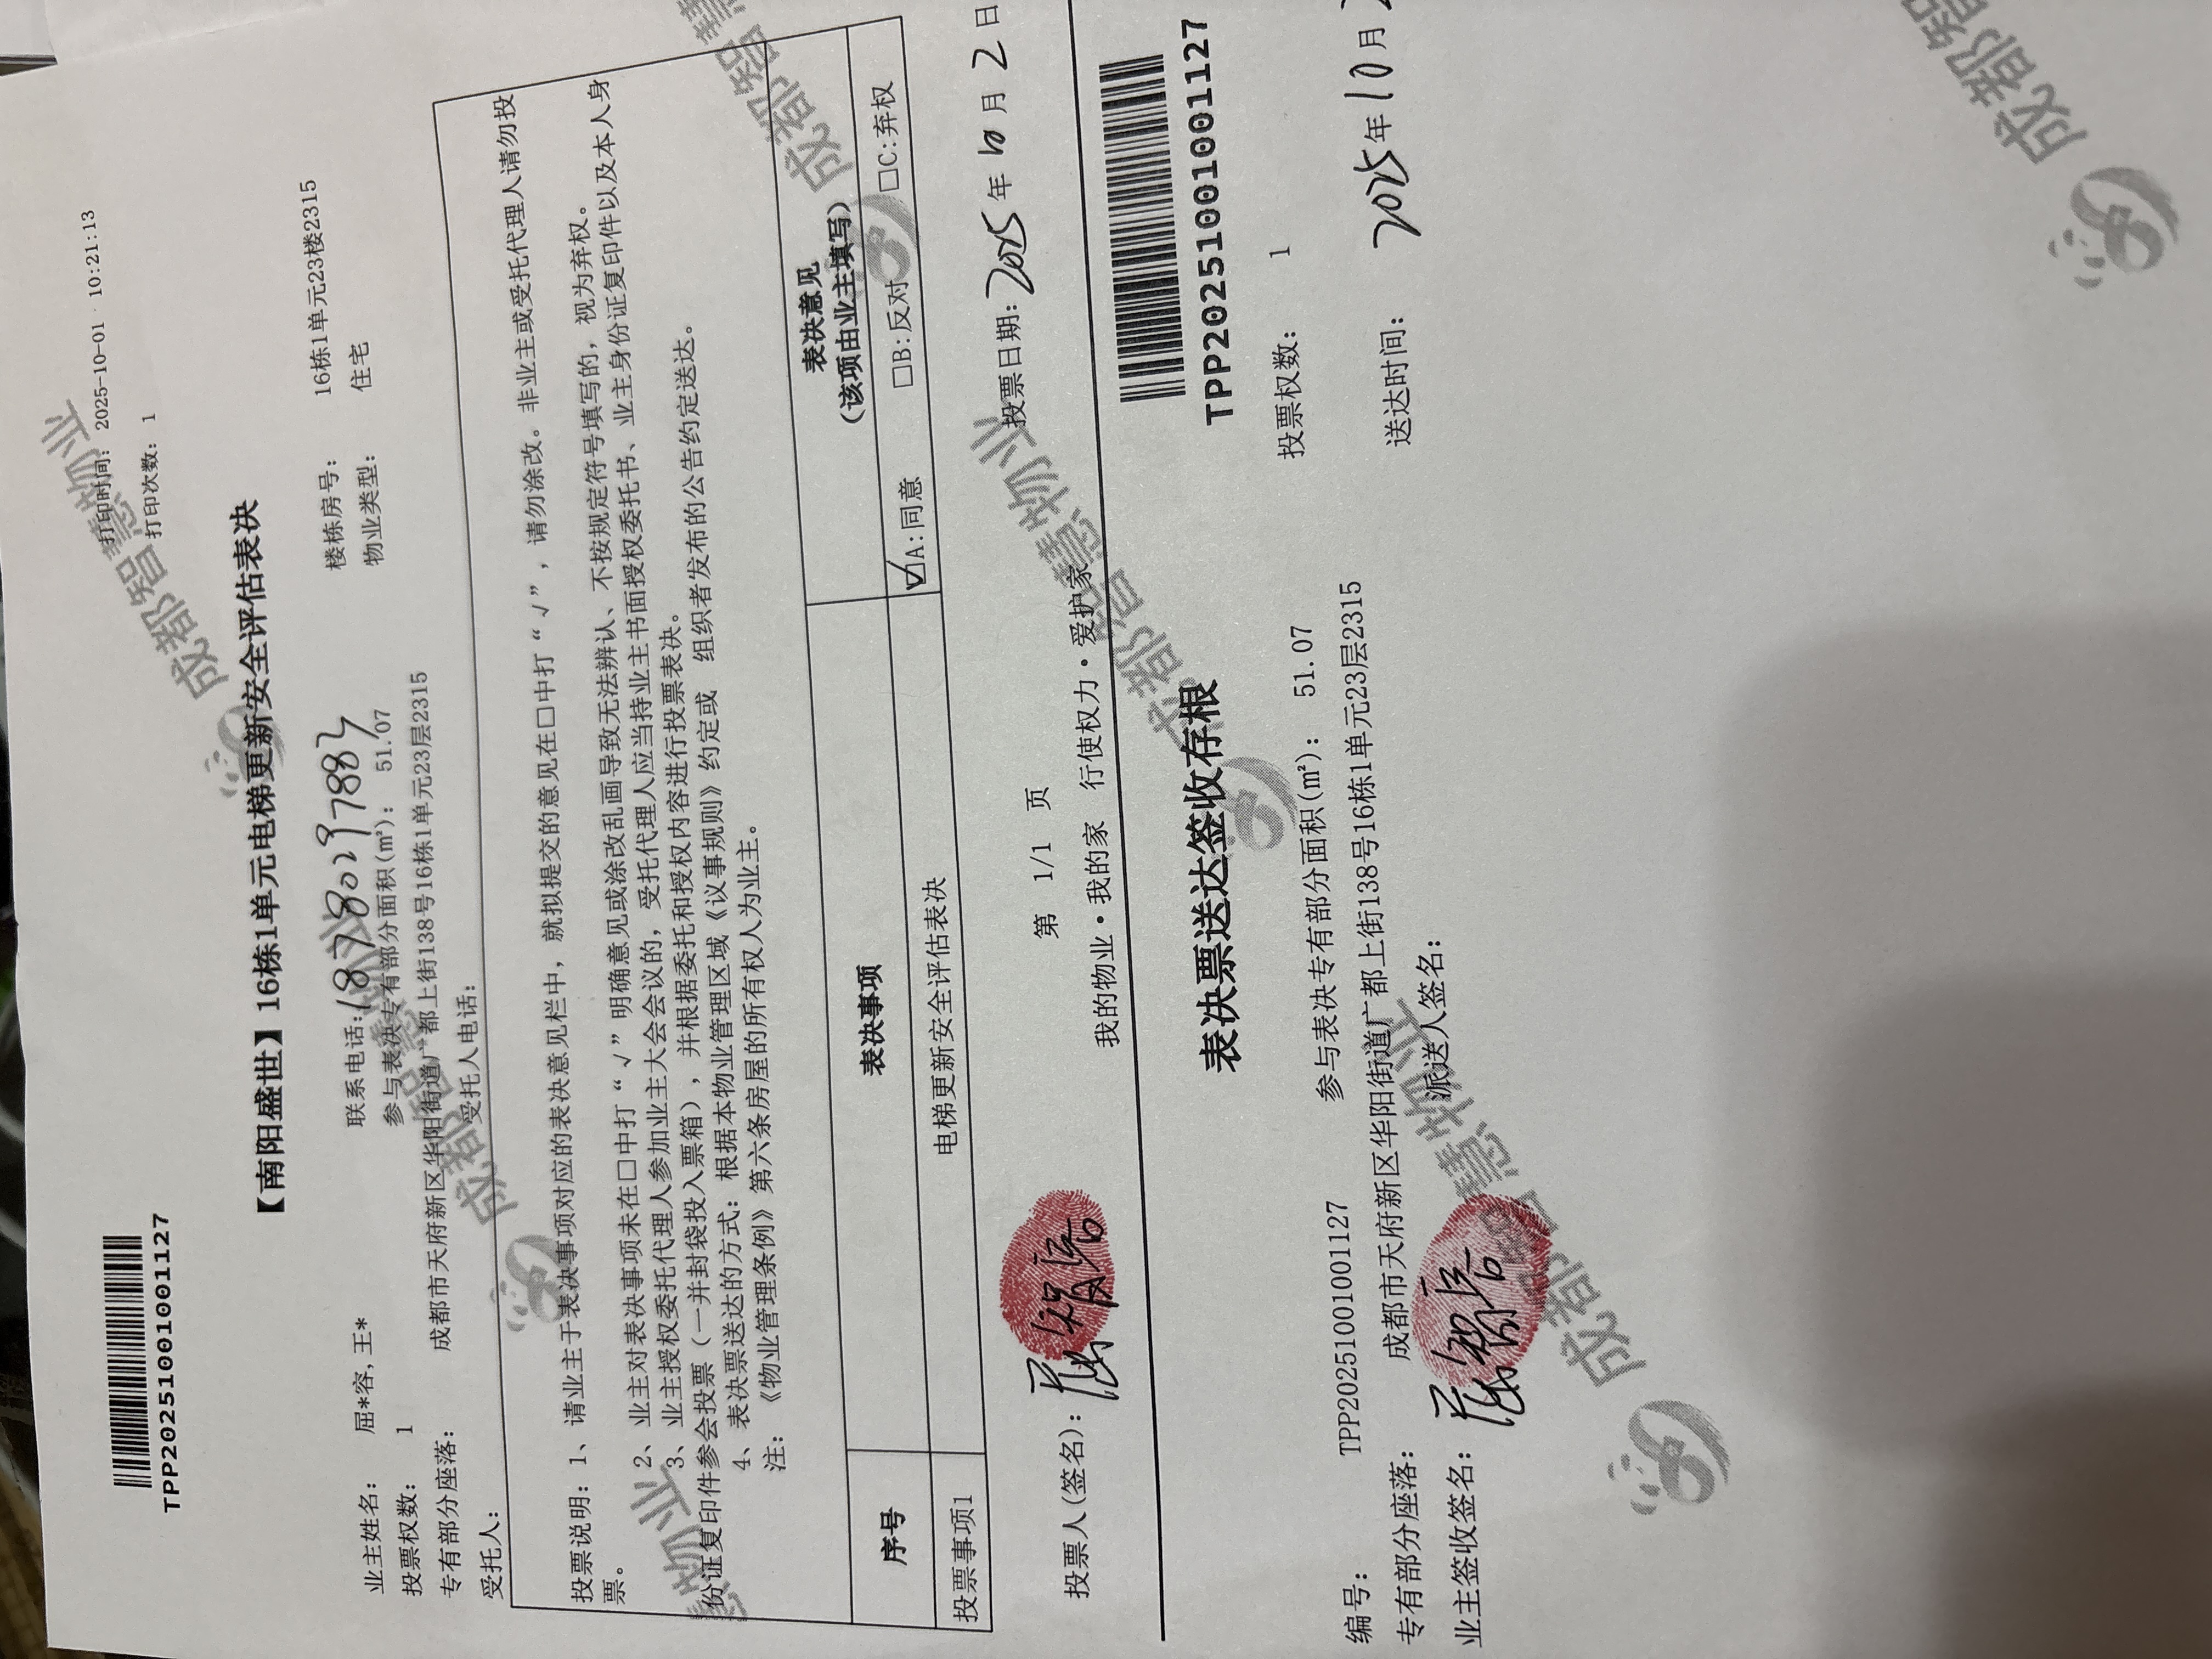 TPP20251001001127
打印时间： 2025-10-01 10:21:13
打印次数： 1
【南阳盛世】16栋1单元电梯更新安全评估表决
业主姓名： 屈*容,王* 联系电话：18780297883 楼栋房号： 16栋1单元23楼2315
投票权数： 1 参与表决专有部分面积(㎡)： 51.07 物业类型： 住宅
专有部分座落： 成都市天府新区华阳街道广都上街138号16栋1单元23层2315
受托人： 受托人电话：
投票说明：1、请业主于表决事项对应的表决意见栏中，就拟提交的意见在□中打“√”，请勿涂改。非业主或受托代理人请勿投
票。
2、业主对表决事项未在□中打“√”明确意见或涂改乱画导致无法辨认、不按规定符号填写的，视为弃权。
3、业主授权委托代理人参加业主大会会议的，受托代理人应当持业主书面授权委托书、业主身份证复印件以及本人身
份证复印件参会投票（一并封袋投入票箱），并根据委托和授权内容进行投票表决。
4、表决票送达的方式：根据本物业管理区域《议事规则》约定或 组织者发布的公告约定送达。
注：《物业管理条例》第六条房屋的所有权人为业主。
序号 表决事项 表决意见
（该项由业主填写）
投票事项1 电梯更新安全评估表决 ☑A:同意 □B:反对 □C:弃权
投票人(签名)：屈智容 第 1/1 页 投票日期：2025年10月2日
我的物业·我的家 行使权力·爱护家
表决票送达签收存根
TPP20251001001127
编号： TPP20251001001127 参与表决专有部分面积(㎡)： 51.07 投票权数： 1
专有部分座落： 成都市天府新区华阳街道广都上街138号16栋1单元23层2315
业主签收签名：屈智容 派送人签名： 送达时间： 2025年10月2
成都智慧物业
成都智慧物业
慧物业
成都智慧
成都智慧物业
成都智慧物业
成都智